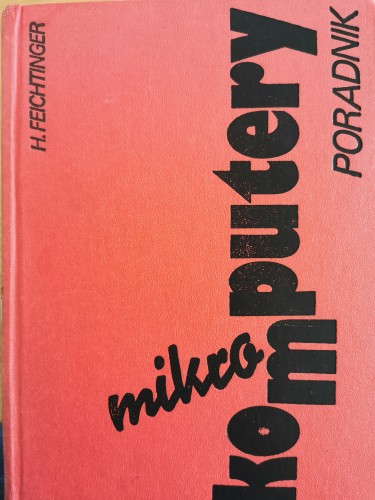 H. FEICHTINGER
mikro
komputery
PORADNIK